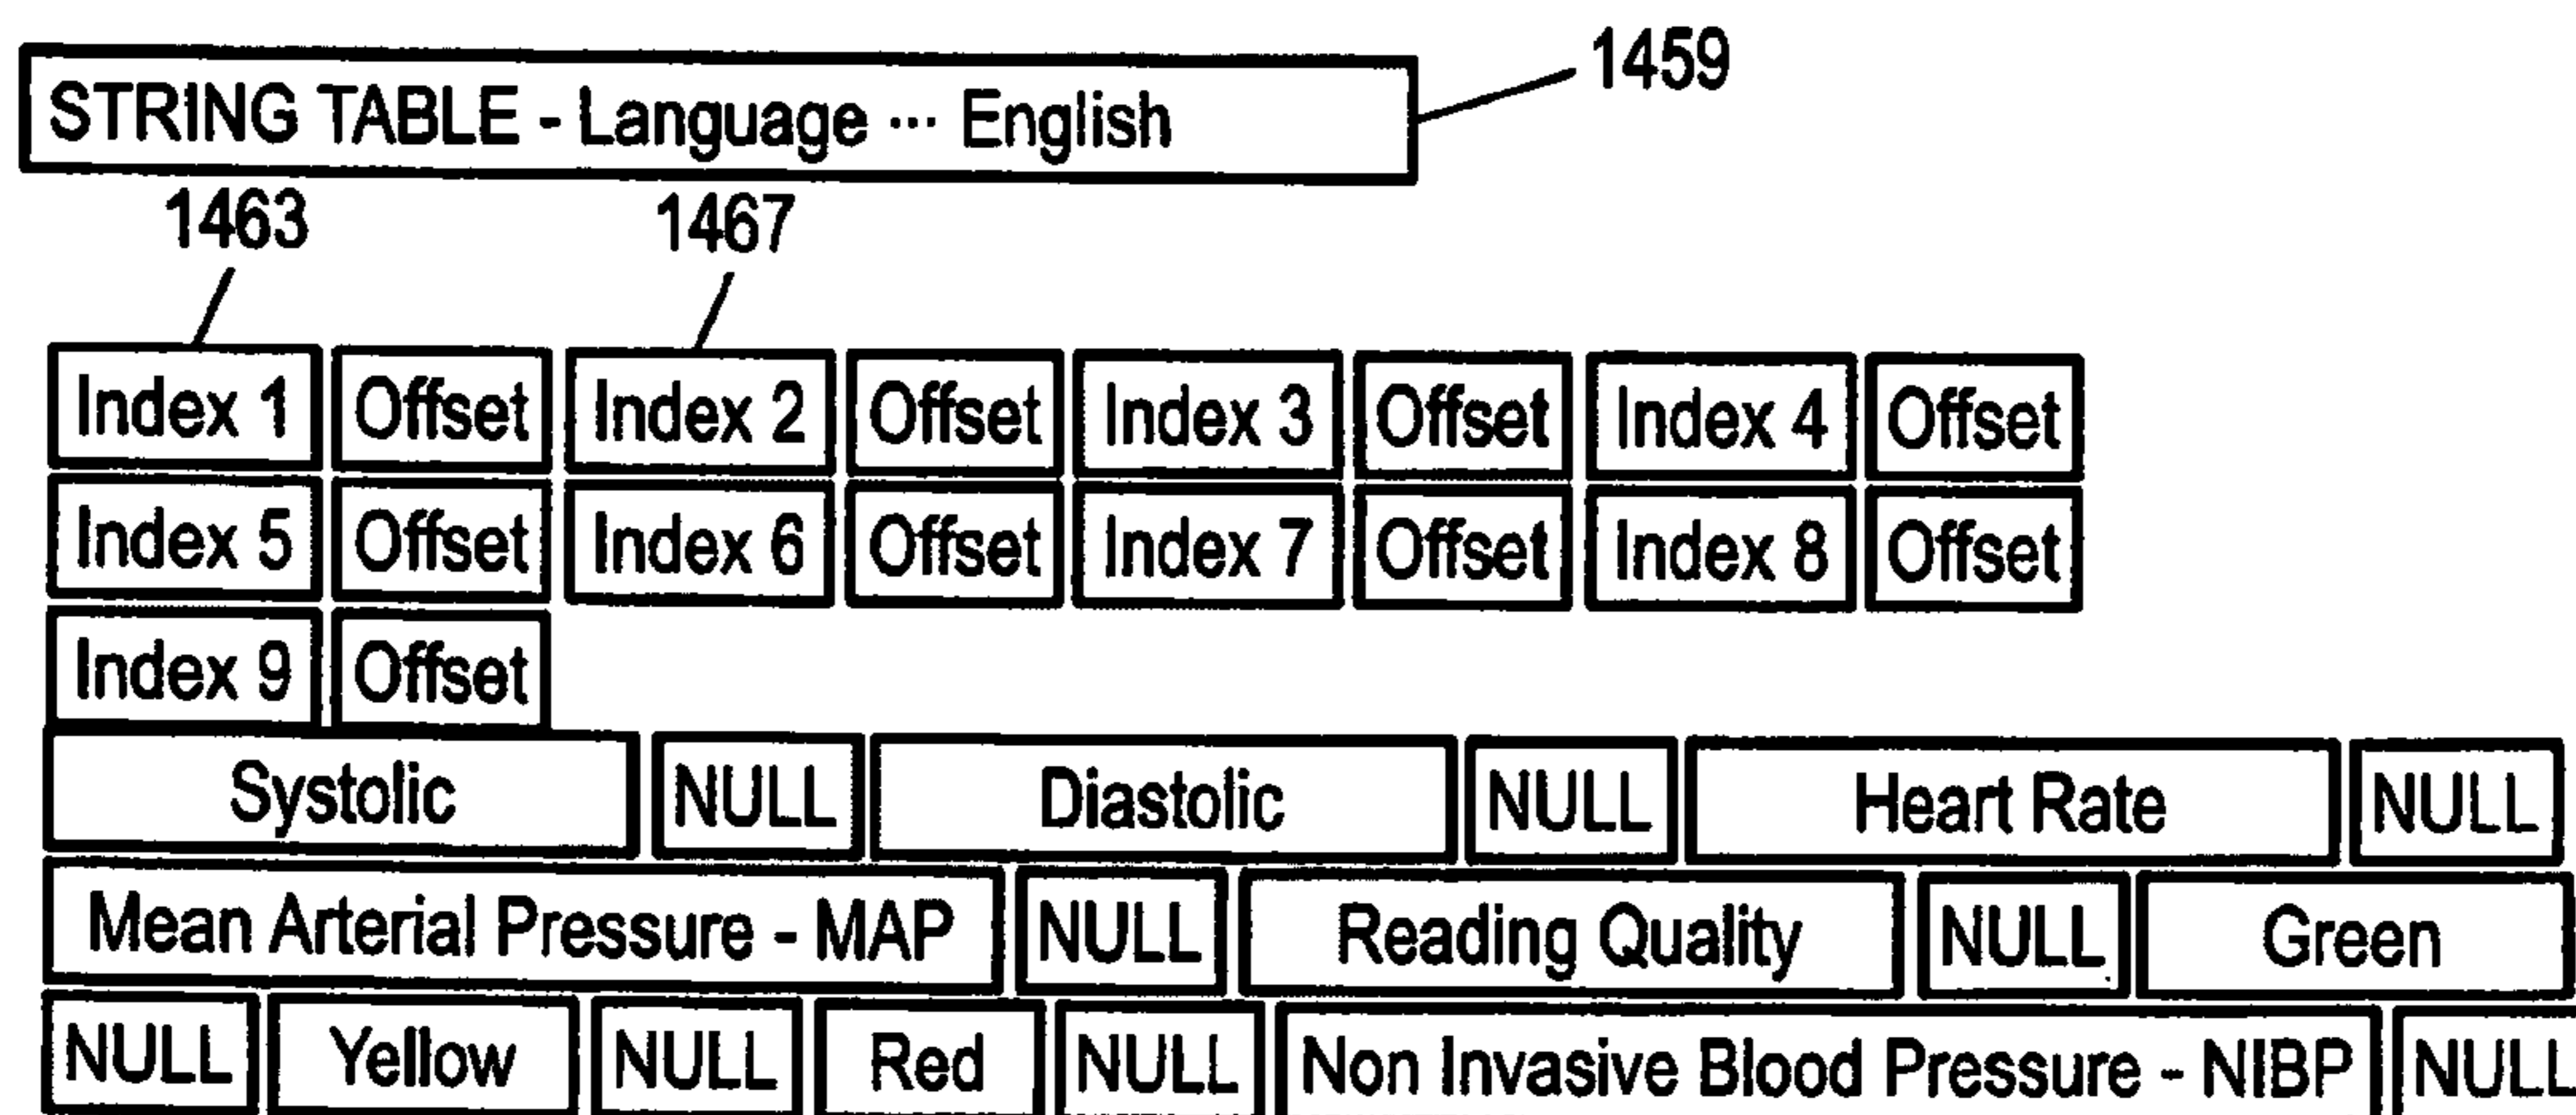 1459
STRING TABLE - Language ... English
1463 1467
Index 1 Offset Index 2 Offset Index 3 Offset Index 4 Offset
Index 5 Offset Index 6 Offset Index 7 Offset Index 8 Offset
Index 9 Offset
Systolic NULL Diastolic NULL Heart Rate NULL
Mean Arterial Pressure - MAP NULL Reading Quality NULL Green
NULL Yellow NULL Red NULL Non Invasive Blood Pressure - NIBP NULL